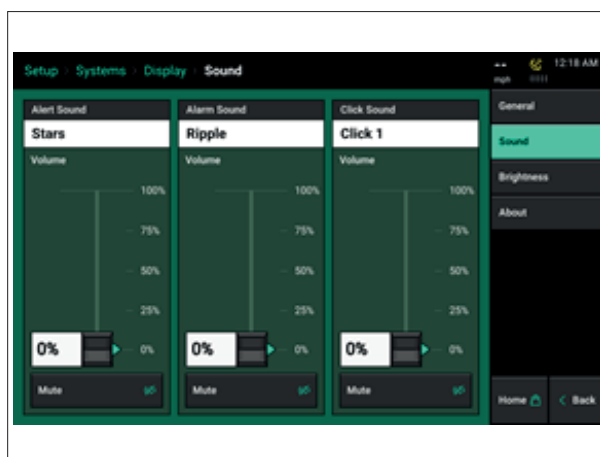 Setup Systems Display Sound
-- 12:18 AM
mph
Alert Sound
Stars
Volume
100%
75%
50%
25%
0%
0%
Mute
Alarm Sound
Ripple
Volume
100%
75%
50%
25%
0%
0%
Mute
Click Sound
Click 1
Volume
100%
75%
50%
25%
0%
0%
Mute
General
Sound
Brightness
About
Home < Back